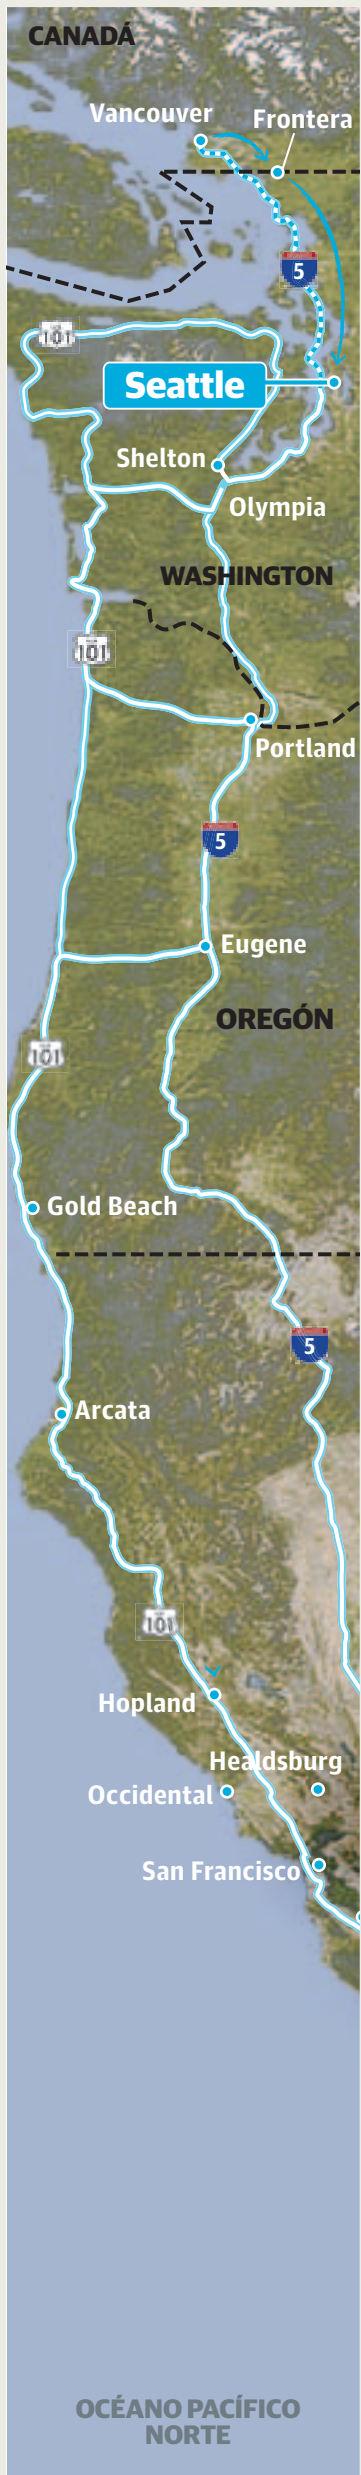 CANADÁ
Vancouver
Frontera
5
101
Seattle
Shelton
Olympia
WASHINGTON
101
Portland
5
Eugene
OREGÓN
101
Gold Beach
5
Arcata
101
Hopland
Healdsburg
Occidental
San Francisco
OCÉANO PACÍFICO
NORTE